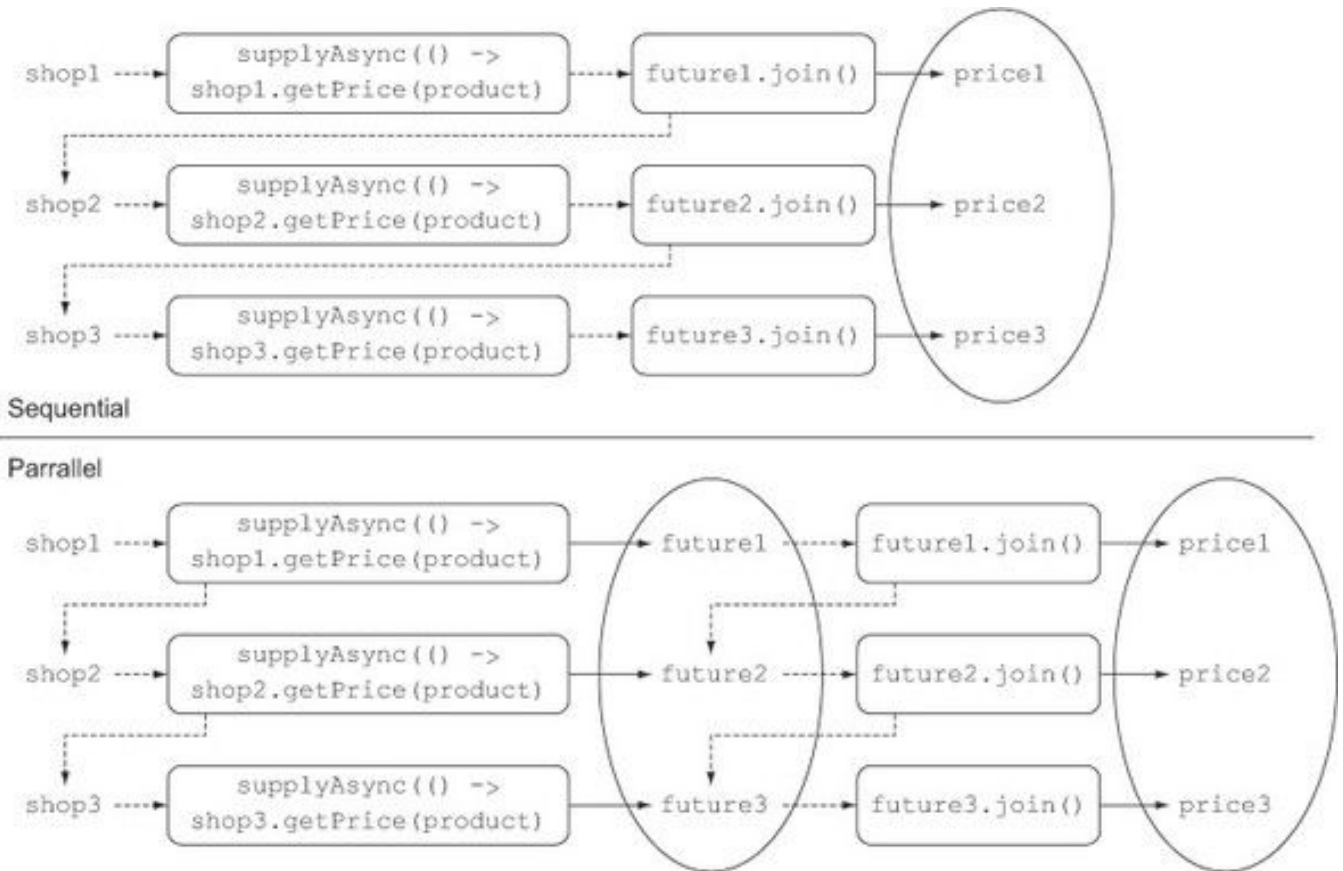 supplyAsync(() ->
shop1 shop1.getPrice(product) future1.join() price1
supplyAsync(() ->
shop2 shop2.getPrice(product) future2.join() price2
supplyAsync(() ->
shop3 shop3.getPrice(product) future3.join() price3
Sequential
Parrallel
supplyAsync(() ->
shop1 shop1.getPrice(product) future1 future1.join() price1
supplyAsync(() ->
shop2 shop2.getPrice(product) future2 future2.join() price2
supplyAsync(() ->
shop3 shop3.getPrice(product) future3 future3.join() price3